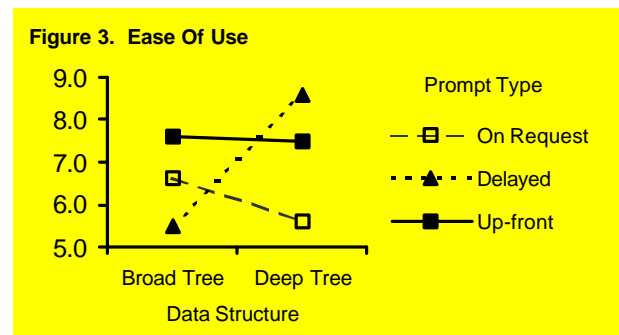 Figure 3.  Ease Of Use
9.0
8.0
7.0
6.0
5.0
Broad Tree
Deep Tree
Data Structure
Prompt Type
On Request
Delayed
Up-front